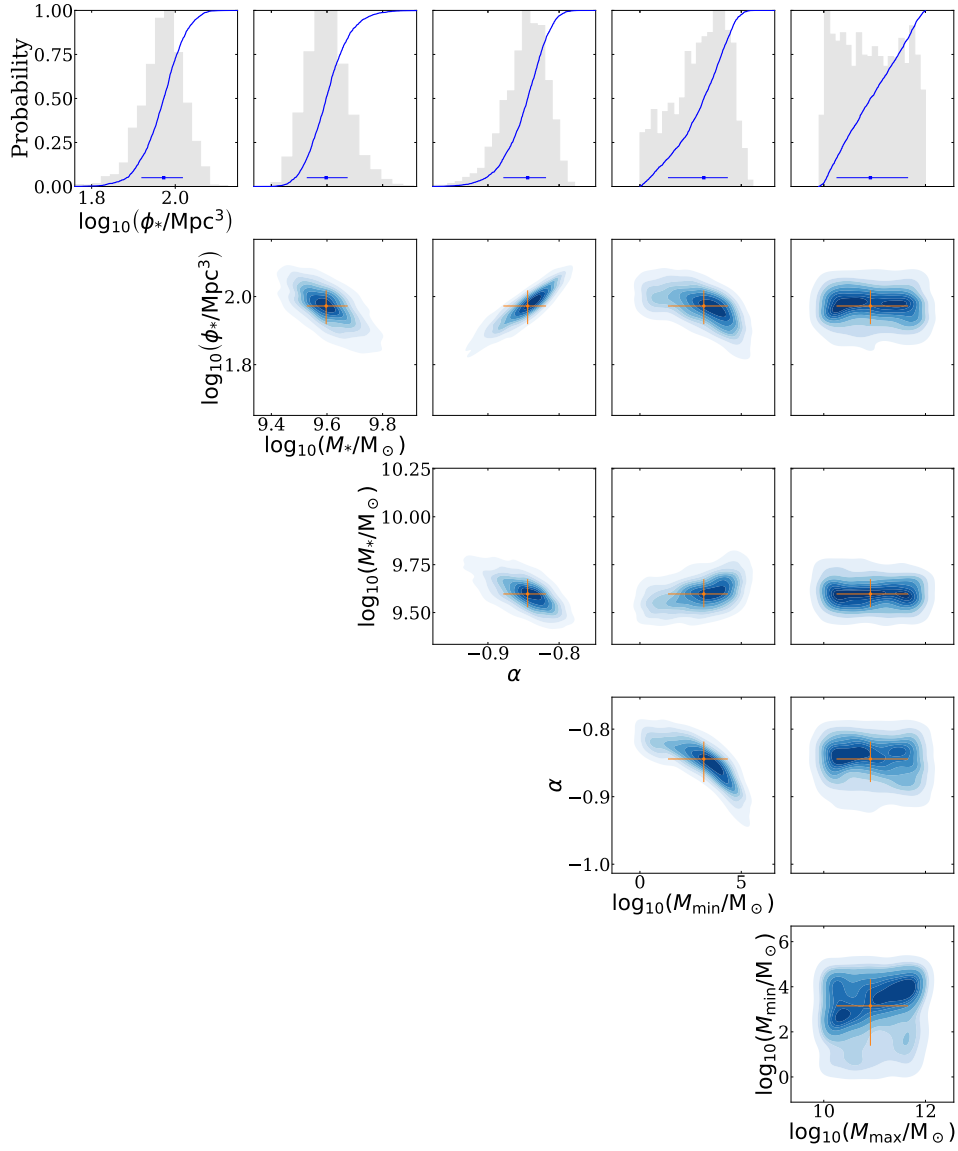 1.00
0.75
0.50
0.25
0.00
Probability
1.8 2.0
log₁₀(ϕ∗/Mpc³)
2.0
1.8
log₁₀(ϕ∗/Mpc³)
9.4 9.6 9.8
log₁₀(M∗/M⊙)
10.25
10.00
9.75
9.50
log₁₀(M∗/M⊙)
−0.9 −0.8
α
−0.8
−0.9
−1.0
α
0 5
log₁₀(Mmin/M⊙)
6
4
2
0
log₁₀(Mmin/M⊙)
10 12
log₁₀(Mmax/M⊙)